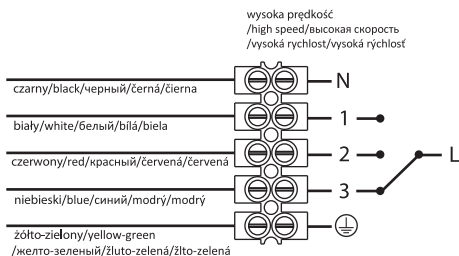 wysoka prędkość
/high speed/высокая скорость
/vysoká rychlost/vysoká rýchlosť
czarny/black/черный/černá/čierna
N
biały/white/белый/bílá/biela
1
czerwony/red/красный/červená/červená
2
L
niebieski/blue/синий/modrý/modrý
3
żółto-zielony/yellow-green
/желто-зеленый/žluto-zelená/žlto-zelená